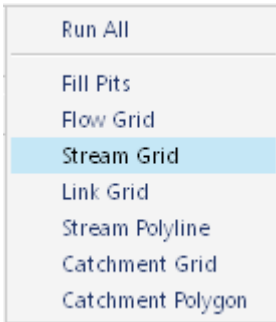 Run All
Fill Pits
Flow Grid
Stream Grid
Link Grid
Stream Polyline
Catchment Grid
Catchment Polygon